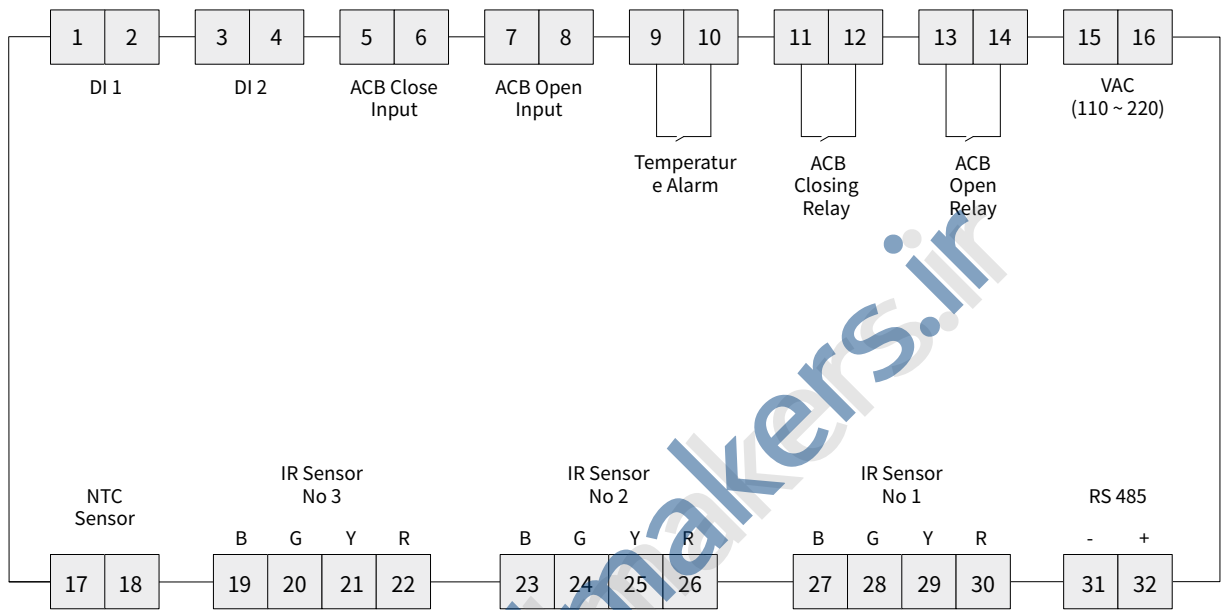 1 2 3 4 5 6 7 8 9 10 11 12 13 14 15 16
DI 1
DI 2
ACB Close
Input
ACB Open
Input
Temperatur
e Alarm
ACB
Closing
Relay
ACB
Open
Relay
VAC
(110 ~ 220)
makers.ir
NTC
Sensor
IR Sensor
No 3
IR Sensor
No 2
IR Sensor
No 1
RS 485
B G Y R B G Y R B G Y R - +
17 18 19 20 21 22 23 24 25 26 27 28 29 30 31 32